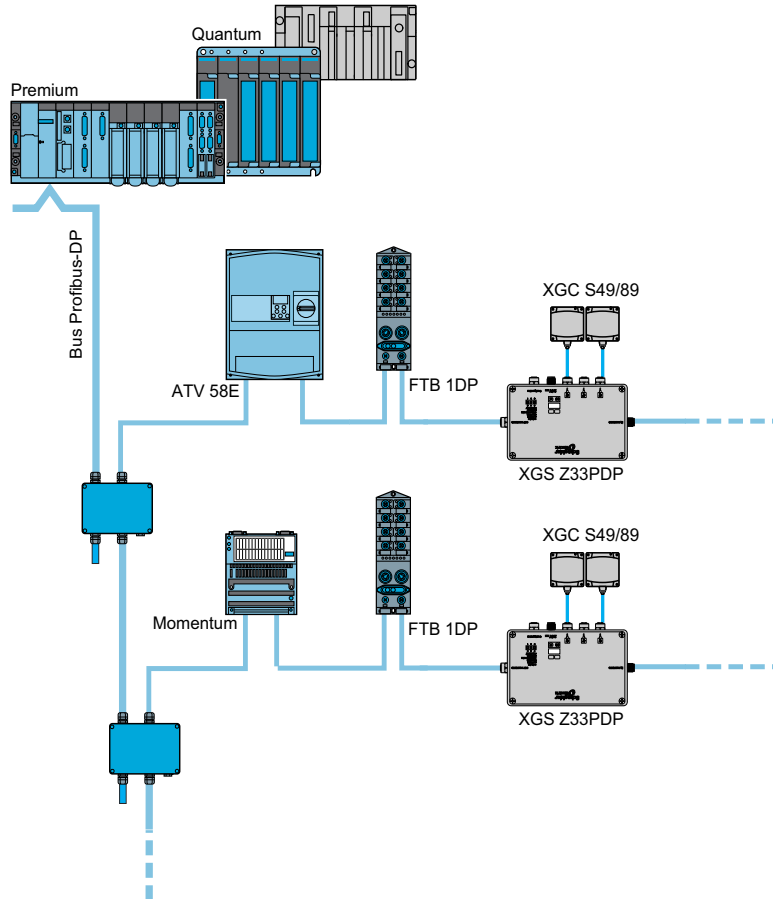 Quantum
Premium
Bus Profibus-DP
XGC S49/89
ATV 58E
FTB 1DP
XGS Z33PDP
XGC S49/89
Momentum
FTB 1DP
XGS Z33PDP